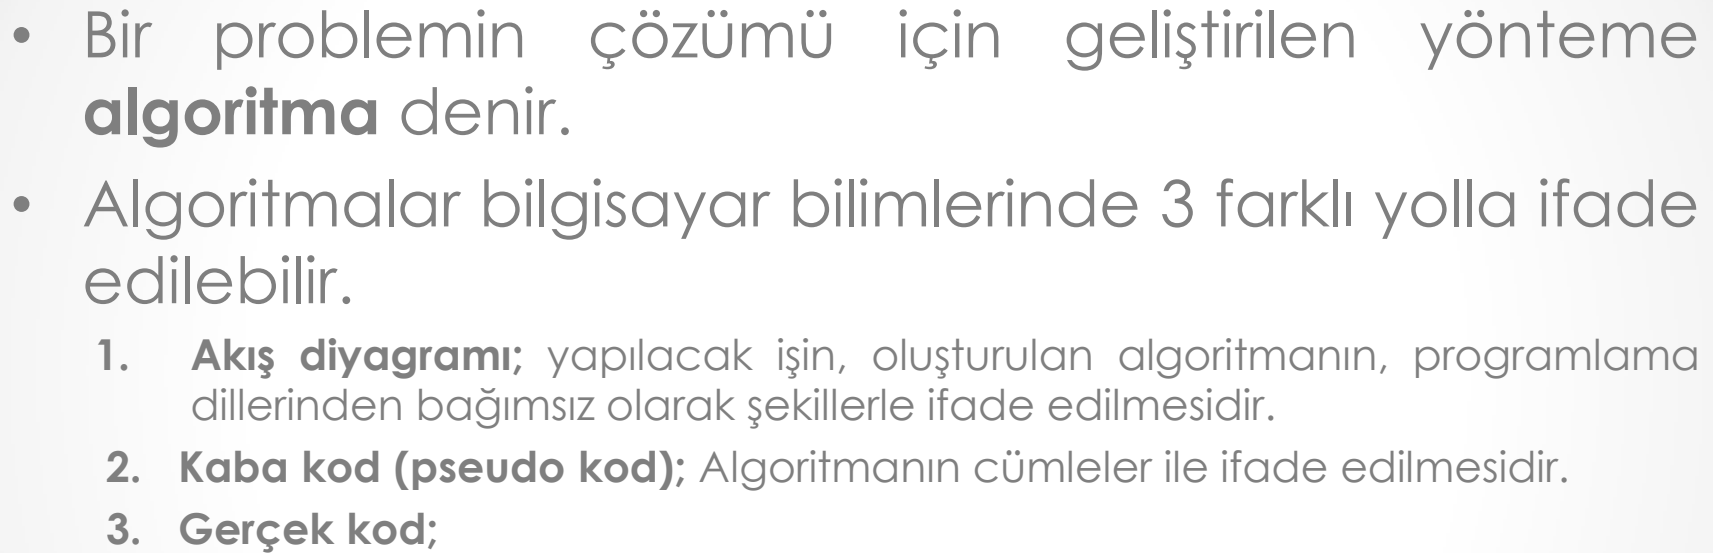 • Bir problemin çözümü için geliştirilen yönteme
algoritma denir.
• Algoritmalar bilgisayar bilimlerinde 3 farklı yolla ifade
edilebilir.
1. Akış diyagramı; yapılacak işin, oluşturulan algoritmanın, programlama
dillerinden bağımsız olarak şekillerle ifade edilmesidir.
2. Kaba kod (pseudo kod); Algoritmanın cümleler ile ifade edilmesidir.
3. Gerçek kod;